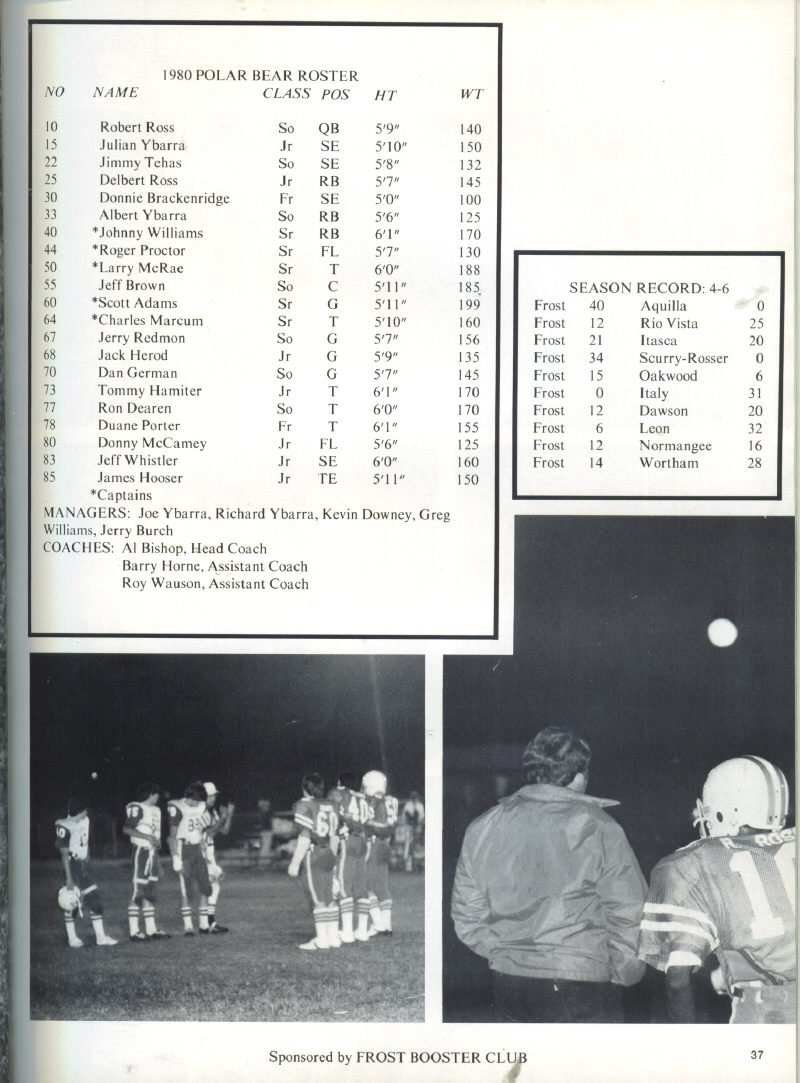 1980 POLAR BEAR ROSTER
NO NAME CLASS POS HT WT
10 Robert Ross So QB 5'9" 140
15 Julian Ybarra Jr SE 5'10" 150
22 Jimmy Tehas So SE 5'8" 132
25 Delbert Ross Jr RB 5'7" 145
30 Donnie Brackenridge Fr SE 5'0" 100
33 Albert Ybarra So RB 5'6" 125
40 *Johnny Williams Sr RB 6'1" 170
44 *Roger Proctor Sr FL 5'7" 130
50 *Larry McRae Sr T 6'0" 188
55 Jeff Brown So C 5'11" 185
60 *Scott Adams Sr G 5'11" 199
64 *Charles Marcum Sr T 5'10" 160
67 Jerry Redmon So G 5'7" 156
68 Jack Herod Jr G 5'9" 135
70 Dan German So G 5'7" 145
73 Tommy Hamiter Jr T 6'1" 170
77 Ron Dearen So T 6'0" 170
78 Duane Porter Fr T 6'1" 155
80 Donny McCamey Jr FL 5'6" 125
83 Jeff Whistler Jr SE 6'0" 160
85 James Hooser Jr TE 5'11" 150
*Captains
MANAGERS: Joe Ybarra, Richard Ybarra, Kevin Downey, Greg
Williams, Jerry Burch
COACHES: Al Bishop, Head Coach
Barry Horne, Assistant Coach
Roy Wauson, Assistant Coach
SEASON RECORD: 4-6
Frost 40 Aquilla 0
Frost 12 Rio Vista 25
Frost 21 Itasca 20
Frost 34 Scurry-Rosser 0
Frost 15 Oakwood 6
Frost 0 Italy 31
Frost 12 Dawson 20
Frost 6 Leon 32
Frost 12 Normangee 16
Frost 14 Wortham 28
60
40
R. ROSS
10
Sponsored by FROST BOOSTER CLUB
37